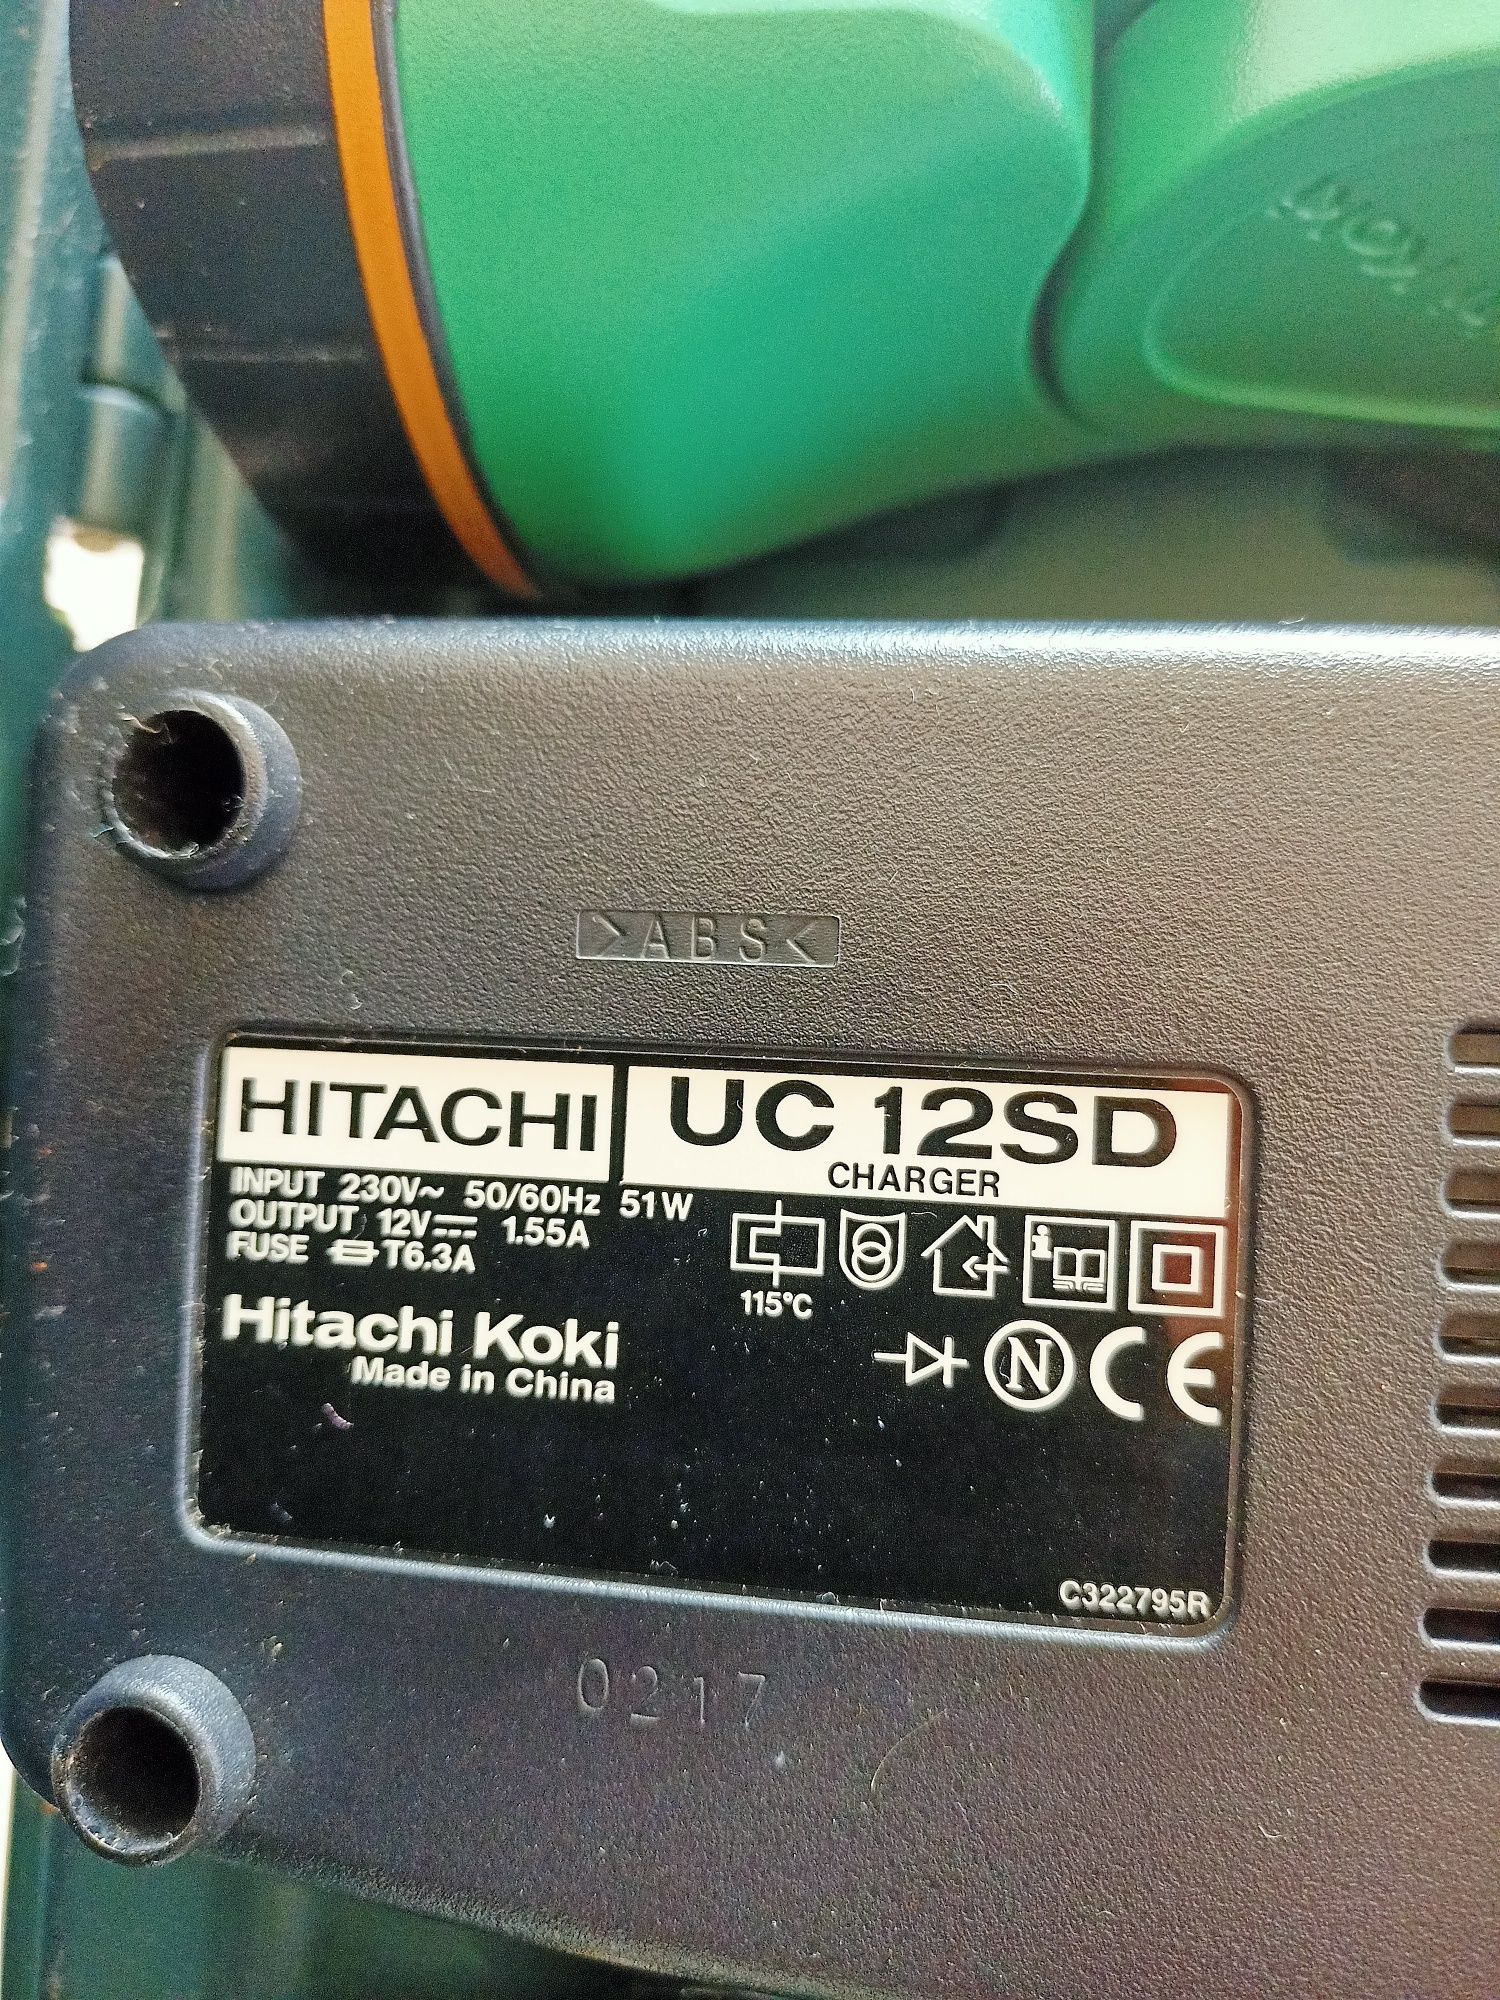 >ABS<
HITACHI
UC 12SD
CHARGER
INPUT 230V~ 50/60Hz 51W
OUTPUT 12V⎓ 1.55A
FUSE T6.3A
115°C
Hitachi Koki
Made in China
N
CE
C322795R
0217